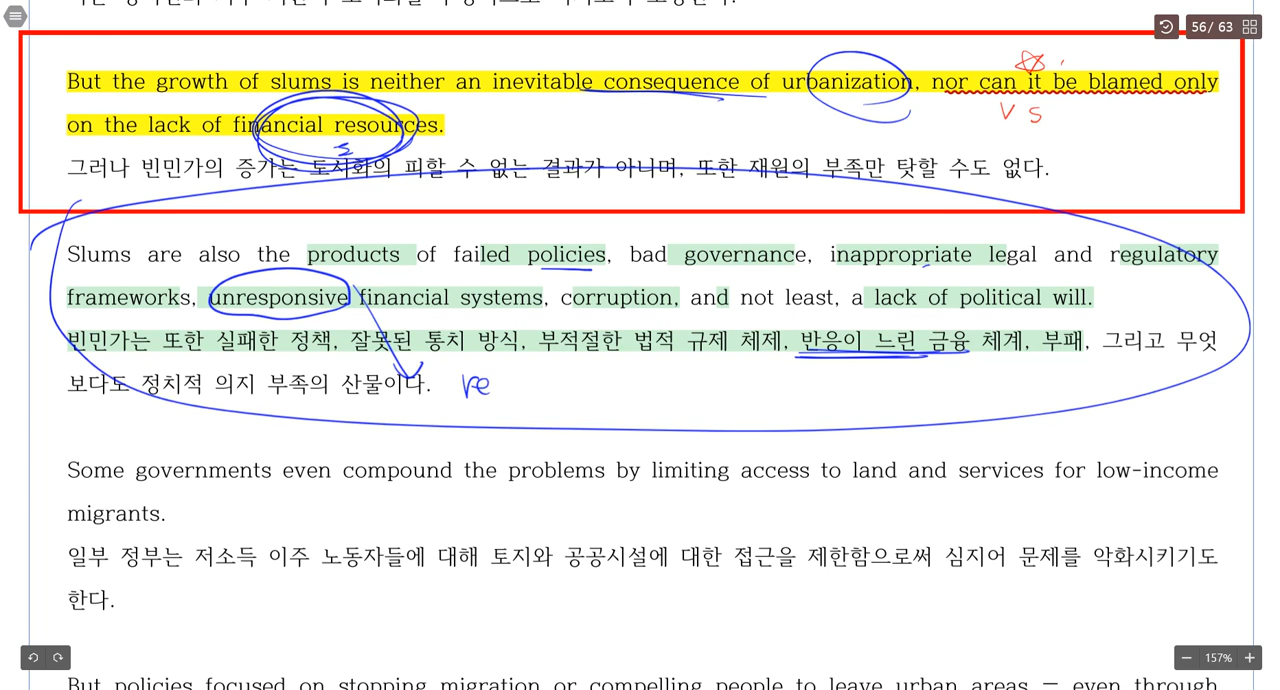 56/ 63
But the growth of slums is neither an inevitable consequence of urbanization, nor can it be blamed only
V S
on the lack of financial resources.
그러나 빈민가의 증가는 도시화의 피할 수 없는 결과가 아니며, 또한 재원의 부족만 탓할 수도 없다.
Slums are also the products of failed policies, bad governance, inappropriate legal and regulatory
frameworks, unresponsive financial systems, corruption, and not least, a lack of political will.
빈민가는 또한 실패한 정책, 잘못된 통치 방식, 부적절한 법적 규제 체제, 반응이 느린 금융 체계, 부패, 그리고 무엇
보다도 정치적 의지 부족의 산물이다.
re
Some governments even compound the problems by limiting access to land and services for low-income
migrants.
일부 정부는 저소득 이주 노동자들에 대해 토지와 공공시설에 대한 접근을 제한함으로써 심지어 문제를 악화시키기도
한다.
157%
But policies focused on stopping migration or compelling people to leave urban areas — even through